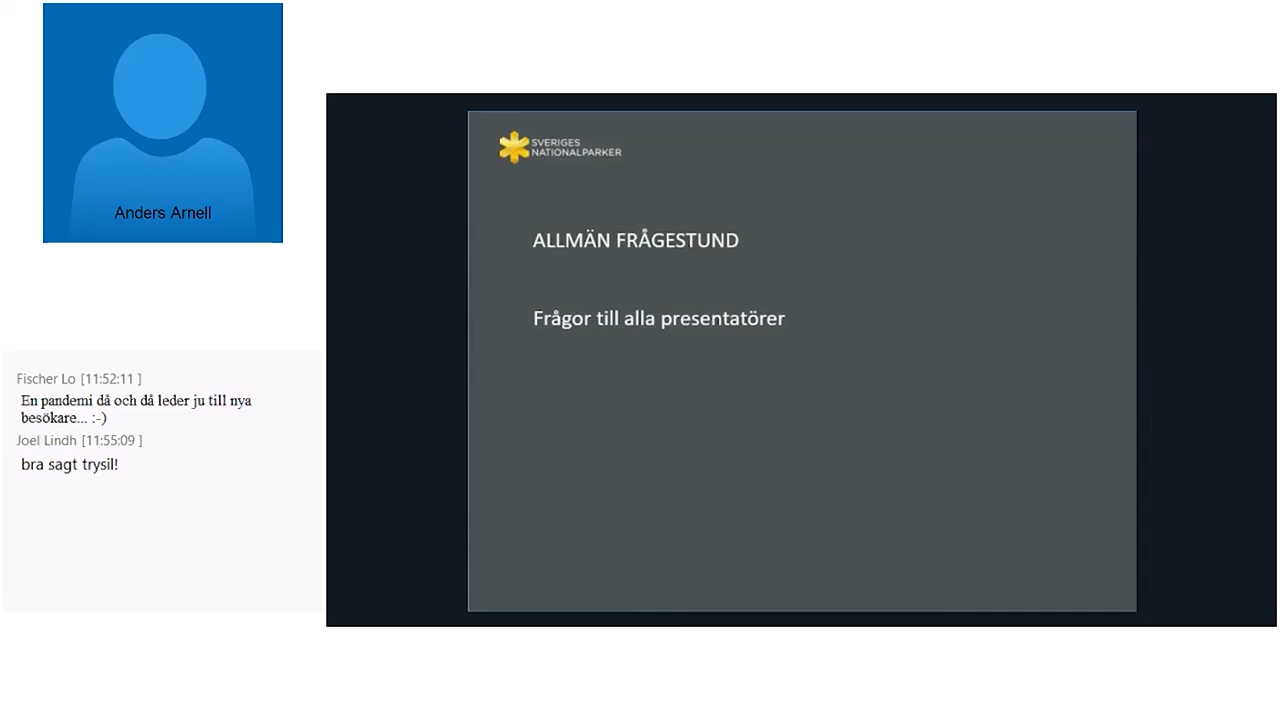 Anders Arnell
SVERIGES
NATIONALPARKER
ALLMÄN FRÅGESTUND
Frågor till alla presentatörer
Fischer Lo [11:52:11 ]
En pandemi då och då leder ju till nya
besökare... :-)
Joel Lindh [11:55:09 ]
bra sagt trysil!